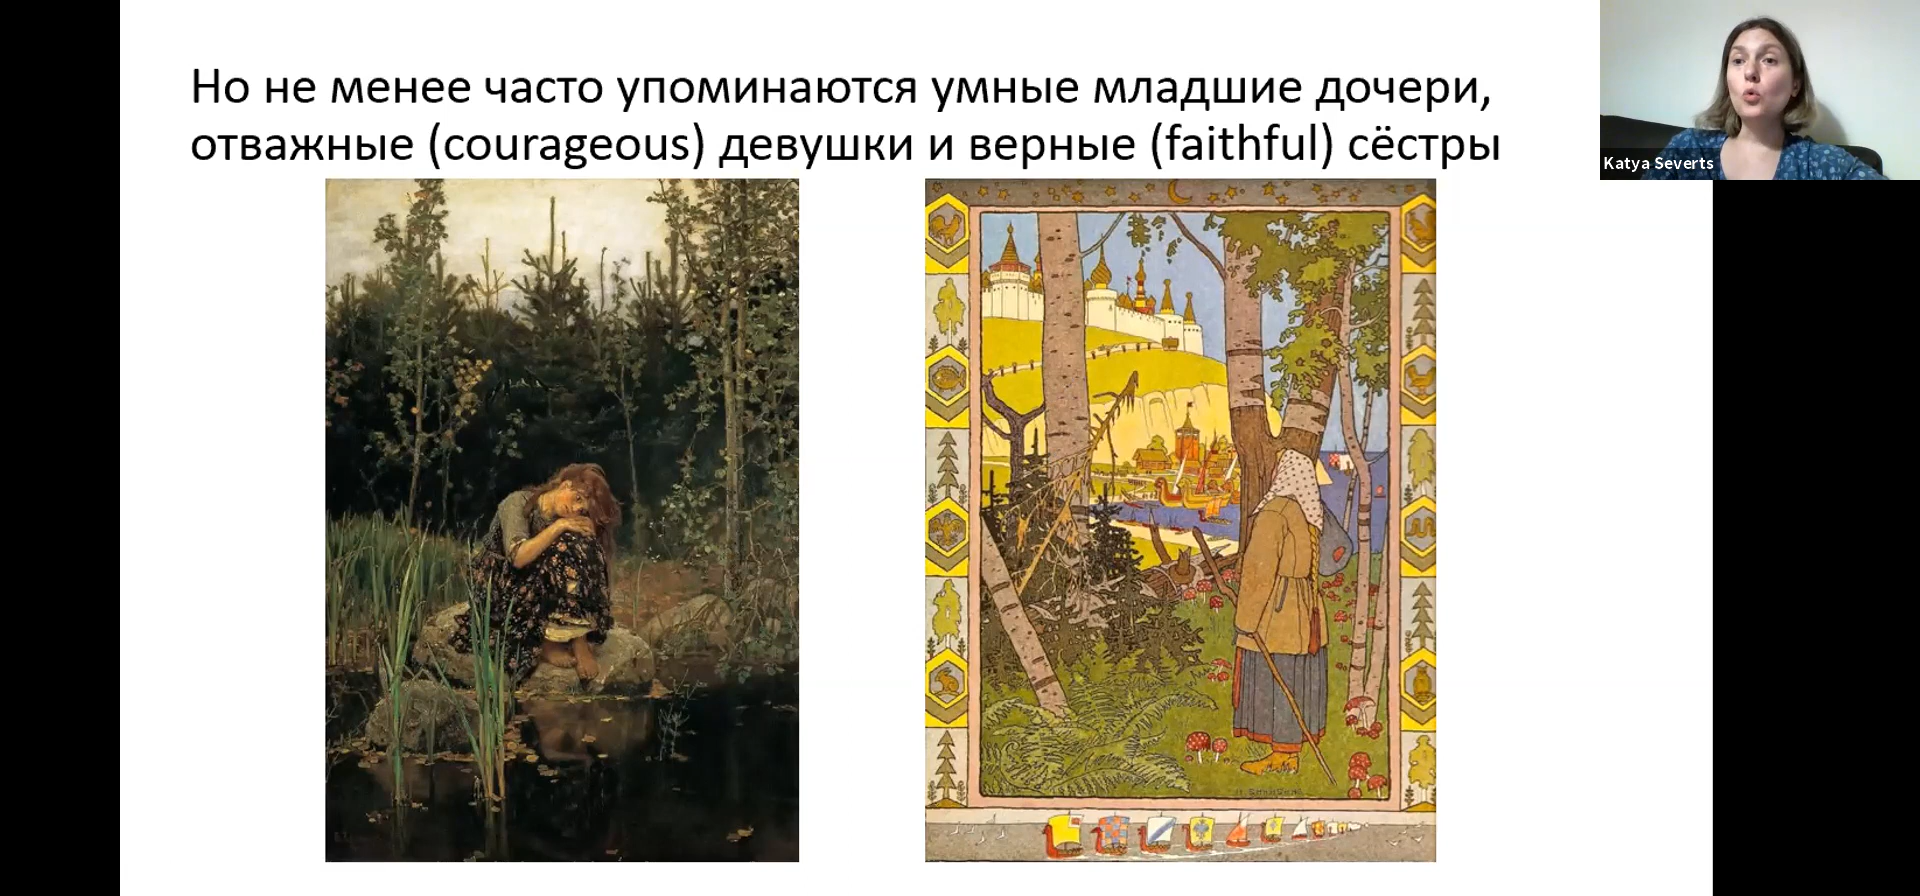 Но не менее часто упоминаются умные младшие дочери,
отважные (courageous) девушки и верные (faithful) сёстры
Katya Severts